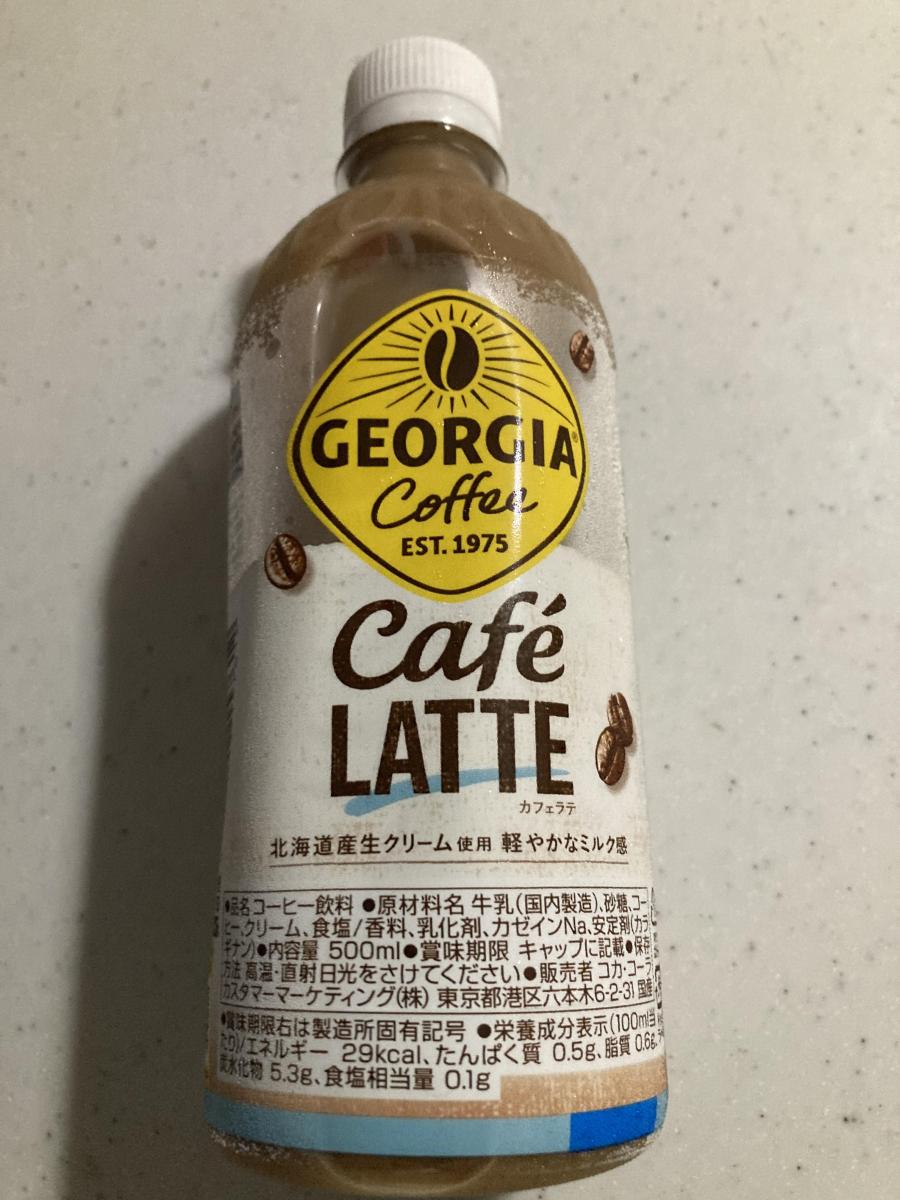 GEORGIA®
Coffee
EST. 1975
Café
LATTE
カフェラテ
北海道産生クリーム使用 軽やかなミルク感
●品名 コーヒー飲料 ●原材料名 牛乳(国内製造)、砂糖、コー
ヒー、クリーム、食塩/香料、乳化剤、カゼインNa、安定剤(カラ
ギナン)●内容量 500ml●賞味期限 キャップに記載●保存
方法 高温・直射日光をさけてください●販売者 コカ・コーラ
カスタマーマーケティング(株) 東京都港区六本木6-2-31 国産
●賞味期限右は製造所固有記号 ●栄養成分表示(100ml当
たり)/エネルギー 29kcal、たんぱく質 0.5g、脂質 0.6g、
炭水化物 5.3g、食塩相当量 0.1g